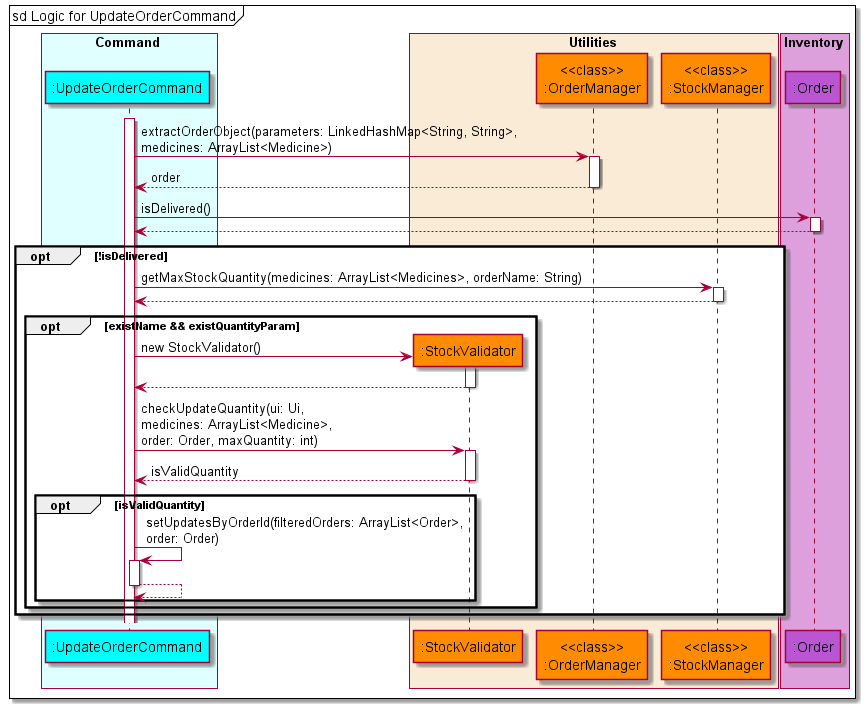 sd Logic for UpdateOrderCommand
Command
Utilities
Inventory
:UpdateOrderCommand
<<class>>
:OrderManager
<<class>>
:StockManager
:Order
extractOrderObject(parameters: LinkedHashMap<String, String>,
medicines: ArrayList<Medicine>)
order
isDelivered()
opt
[!isDelivered]
getMaxStockQuantity(medicines: ArrayList<Medicines>, orderName: String)
opt
[existName && existQuantityParam]
new StockValidator()
:StockValidator
checkUpdateQuantity(ui: Ui,
medicines: ArrayList<Medicine>,
order: Order, maxQuantity: int)
isValidQuantity
opt
[isValidQuantity]
setUpdatesByOrderId(filteredOrders: ArrayList<Order>,
order: Order)
:UpdateOrderCommand
:StockValidator
<<class>>
:OrderManager
<<class>>
:StockManager
:Order